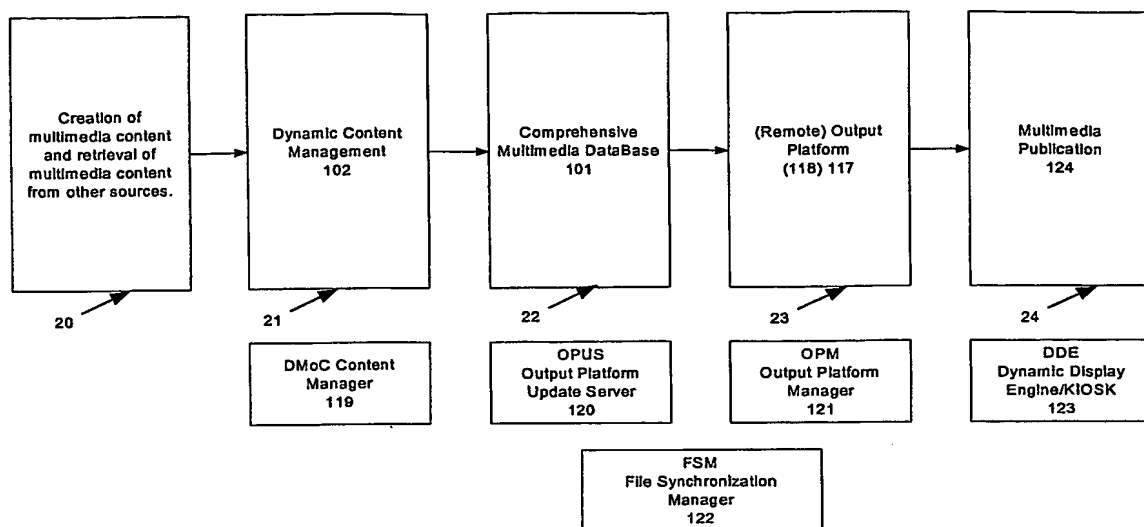 Creation of
multimedia content
and retrieval of
multimedia content
from other sources.
Dynamic Content
Management
102
Comprehensive
Multimedia DataBase
101
(Remote) Output
Platform
(118) 117
Multimedia
Publication
124
20
21
22
23
24
DMoC Content
Manager
119
OPUS
Output Platform
Update Server
120
OPM
Output Platform
Manager
121
DDE
Dynamic Display
Engine/KIOSK
123
FSM
File Synchronization
Manager
122